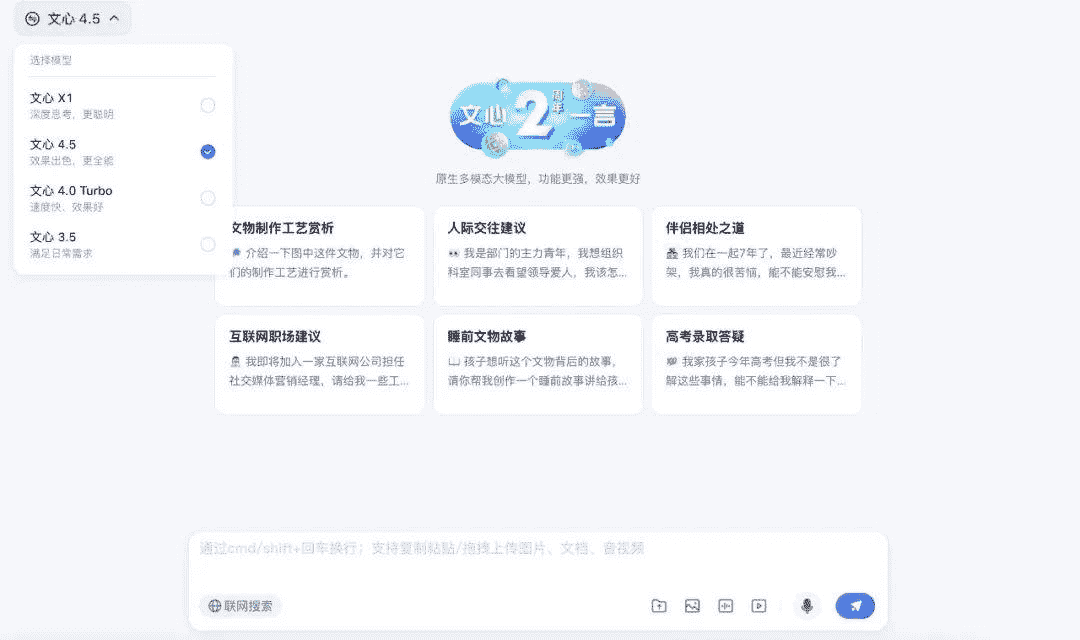 文心 4.5
选择模型
文心 X1
深度思考，更聪明
文心 4.5
效果出色，更全能
文心 4.0 Turbo
速度快、效果好
文心 3.5
满足日常需求
文心2周年一言
原生多模态大模型，功能更强，效果更好
文物制作工艺赏析
介绍一下图中这件文物，并对它
们的制作工艺进行赏析。
人际交往建议
我是部门的主力青年，我想组织
科室同事去看望领导爱人，我该怎...
伴侣相处之道
我们在一起7年了，最近经常吵
架，我真的很苦恼，能不能安慰我...
互联网职场建议
我即将加入一家互联网公司担任
社交媒体营销经理，请给我一些工...
睡前文物故事
孩子想听这个文物背后的故事，
请你帮我创作一个睡前故事讲给孩...
高考录取答疑
我家孩子今年高考但我不是很了
解这些事情，能不能给我解释一下...
通过cmd/shift+回车换行；支持复制粘贴/拖拽上传图片、文档、音视频
联网搜索